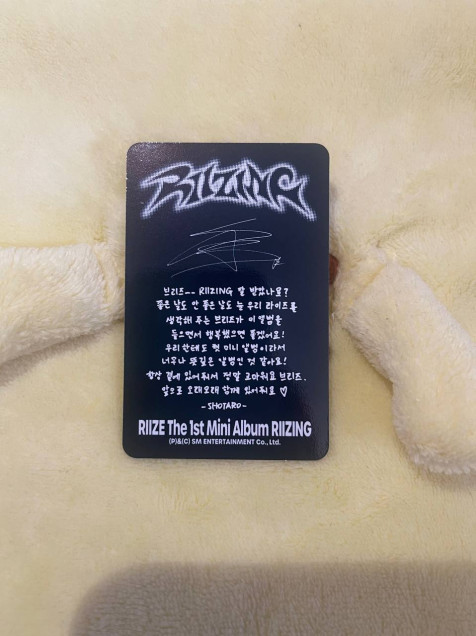 RIIZING
브리즈-- RIIZING 잘 받았나요?
좋은 날도 안 좋은 날도 늘 우리 라이즈를
생각해 주는 브리즈가 이 앨범을
들으면서 행복했으면 좋겠어요!
우리한테도 첫 미니 앨범이라서
너무나 뜻깊은 앨범인 것 같아요!
항상 곁에 있어줘서 정말 고마워요 브리즈.
앞으로 오래오래 함께 있어줘요 ♡
- SHOTARO -
RIIZE The 1st Mini Album RIIZING
(P)&(C) SM ENTERTAINMENT Co., Ltd.